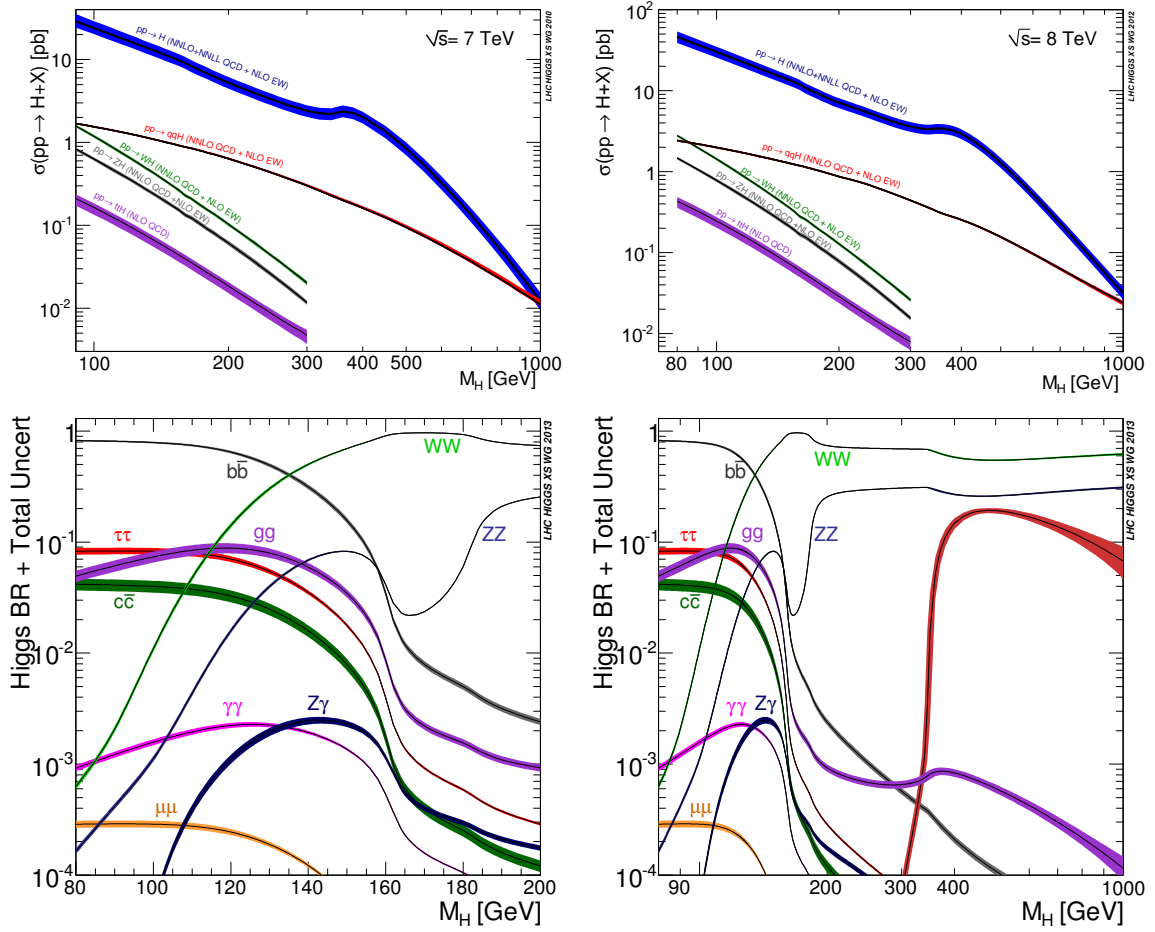 σ(pp → H+X) [pb]
√s= 7 TeV
LHC HIGGS XS WG 2010
pp → H (NNLO+NNLL QCD + NLO EW)
pp → qqH (NNLO QCD + NLO EW)
pp → WH (NNLO QCD + NLO EW)
pp → ZH (NNLO QCD +NLO EW)
pp → ttH (NLO QCD)
10
1
10⁻¹
10⁻²
100 200 300 400 500 1000
M_H [GeV]
σ(pp → H+X) [pb]
√s= 8 TeV
LHC HIGGS XS WG 2012
pp → H (NNLO+NNLL QCD + NLO EW)
pp → qqH (NNLO QCD + NLO EW)
pp → WH (NNLO QCD + NLO EW)
pp → ZH (NNLO QCD +NLO EW)
pp → ttH (NLO QCD)
10²
10
1
10⁻¹
10⁻²
80 100 200 300 400 1000
M_H [GeV]
Higgs BR + Total Uncert
LHC HIGGS XS WG 2013
1
10⁻¹
10⁻²
10⁻³
10⁻⁴
bb̄
WW
ττ
gg
ZZ
cc̄
γγ
Zγ
μμ
80 100 120 140 160 180 200
M_H [GeV]
Higgs BR + Total Uncert
LHC HIGGS XS WG 2013
1
10⁻¹
10⁻²
10⁻³
10⁻⁴
bb̄
WW
ττ
gg
ZZ
cc̄
γγ
Zγ
μμ
90 200 300 400 1000
M_H [GeV]